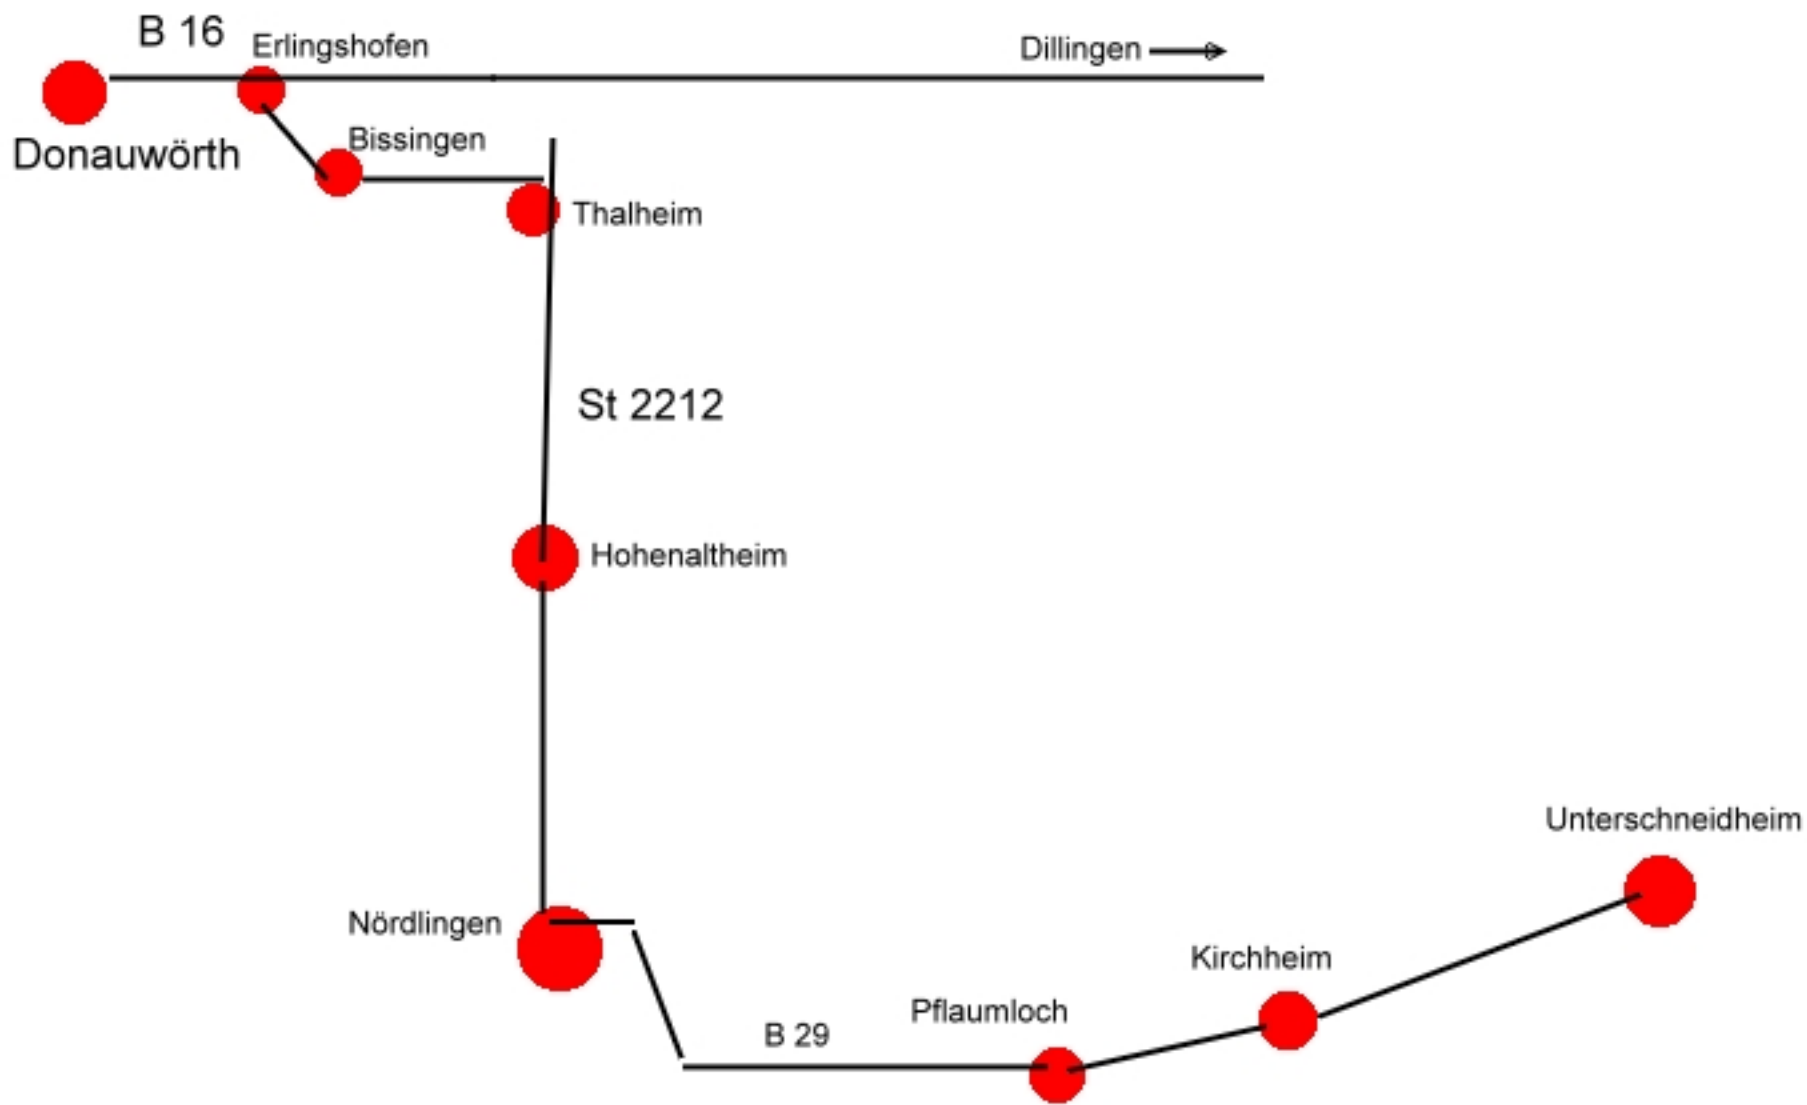 B 16
Erlingshofen
Dillingen
Donauwörth
Bissingen
Thalheim
St 2212
Hohenaltheim
Unterschneidheim
Nördlingen
Kirchheim
Pflaumloch
B 29